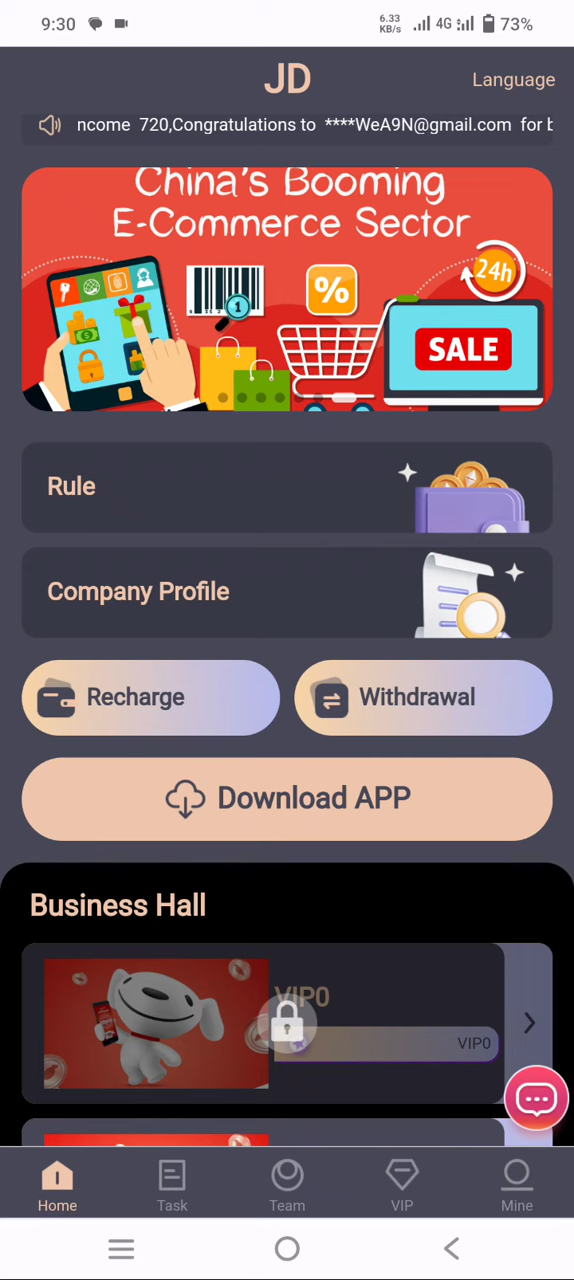 9:30
6.33
KB/s
4G
73%
JD
Language
ncome 720,Congratulations to ****WeA9N@gmail.com for b
China's Booming
E-Commerce Sector
24h
%
1
SALE
Rule
Company Profile
Recharge
Withdrawal
Download APP
Business Hall
VIP0
VIP0
Home
Task
Team
VIP
Mine